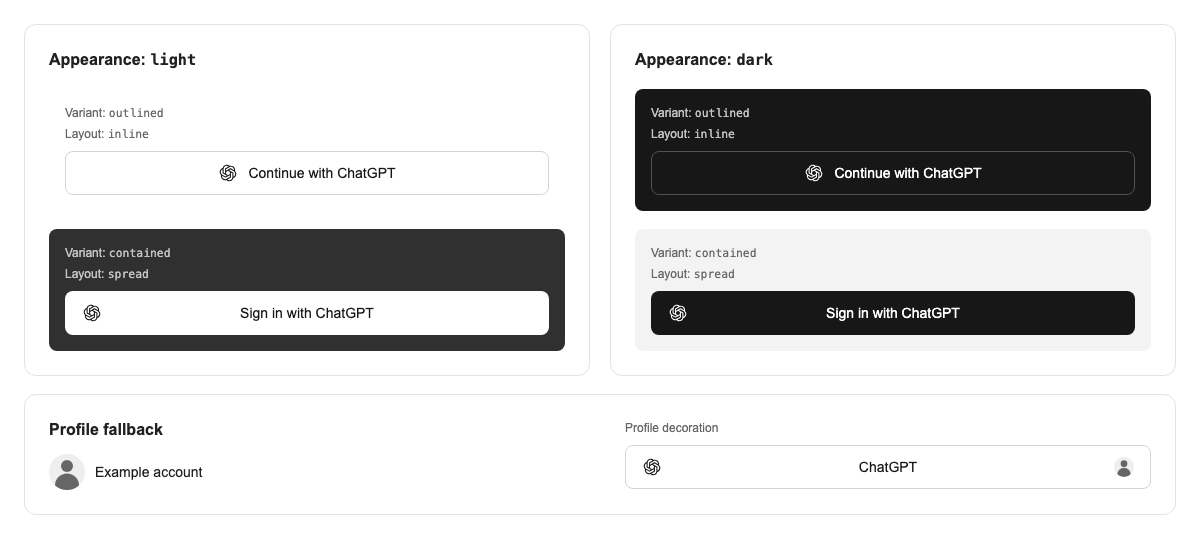 Appearance: light
Variant: outlined
Layout: inline
Continue with ChatGPT
Variant: contained
Layout: spread
Sign in with ChatGPT
Appearance: dark
Variant: outlined
Layout: inline
Continue with ChatGPT
Variant: contained
Layout: spread
Sign in with ChatGPT
Profile fallback
Example account
Profile decoration
ChatGPT